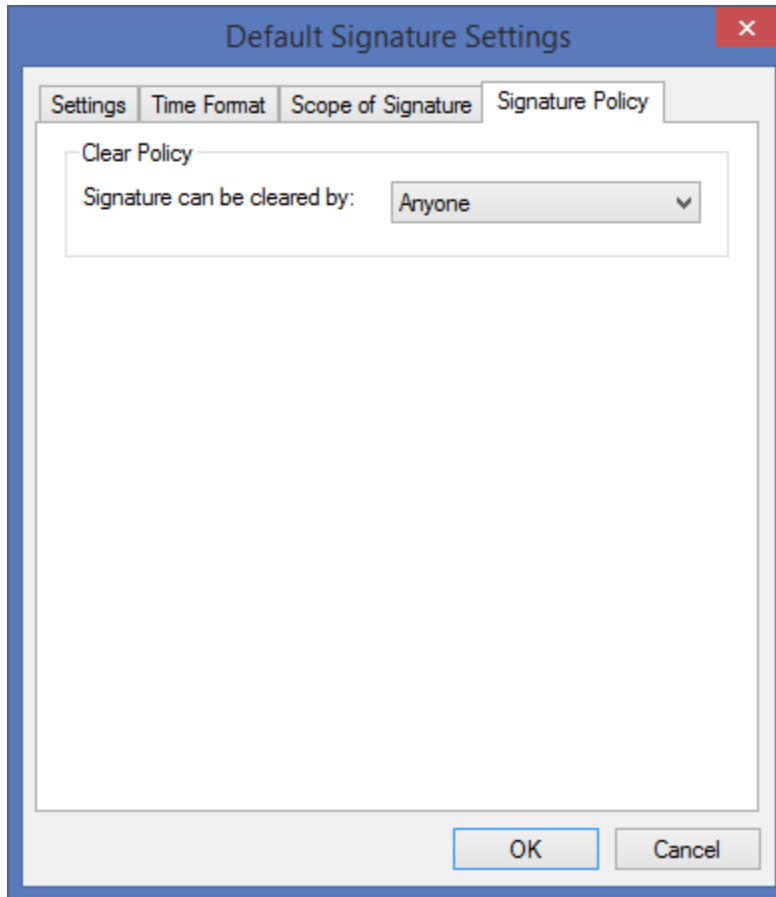 Default Signature Settings
Settings Time Format Scope of Signature Signature Policy
Clear Policy
Signature can be cleared by: Anyone
OK Cancel